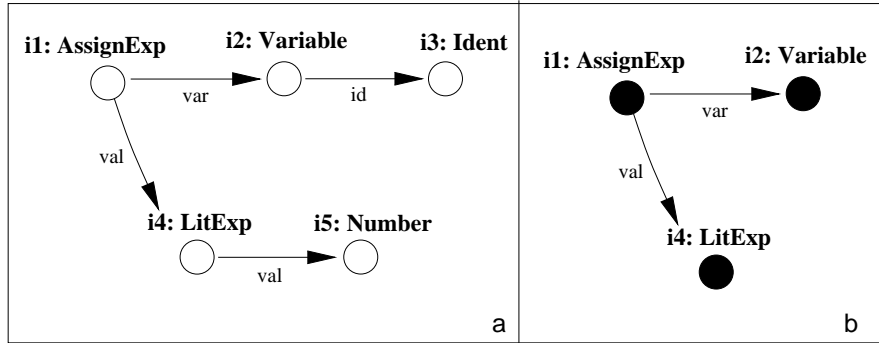 i1: AssignExp
i2: Variable
i3: Ident
var
id
val
i4: LitExp
i5: Number
val
a
i1: AssignExp
i2: Variable
var
val
i4: LitExp
b